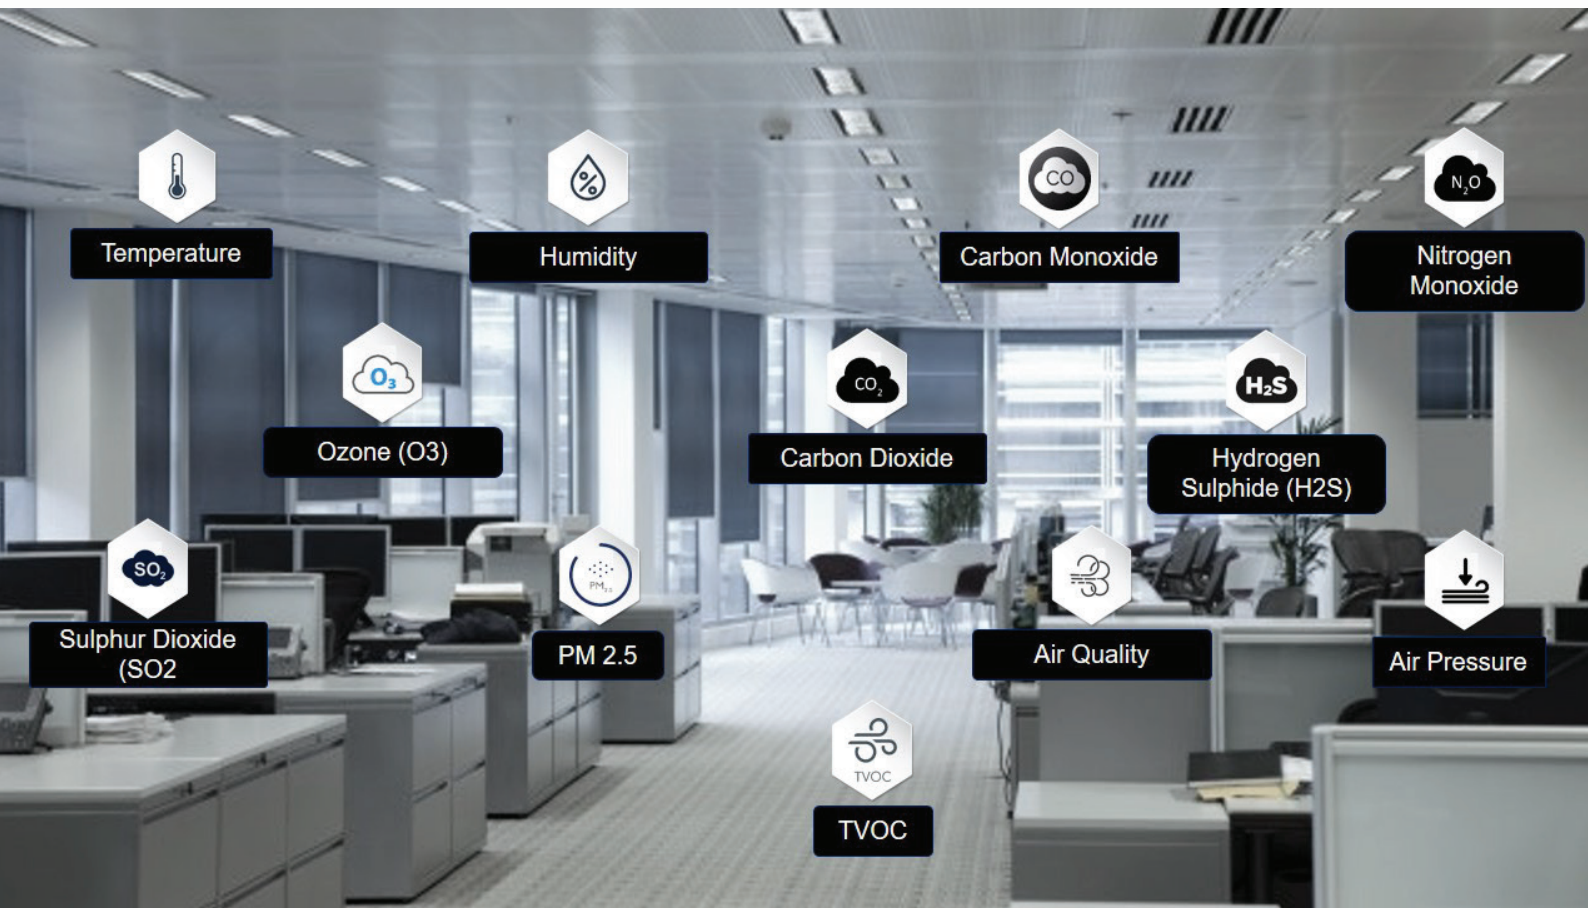 CO
N₂O
Temperature
Humidity
Carbon Monoxide
Nitrogen
Monoxide
O₃
CO₂
H₂S
Ozone (O3)
Carbon Dioxide
Hydrogen
Sulphide (H2S)
SO₂
PM₂.₅
Sulphur Dioxide
(SO2
PM 2.5
Air Quality
Air Pressure
TVOC
TVOC